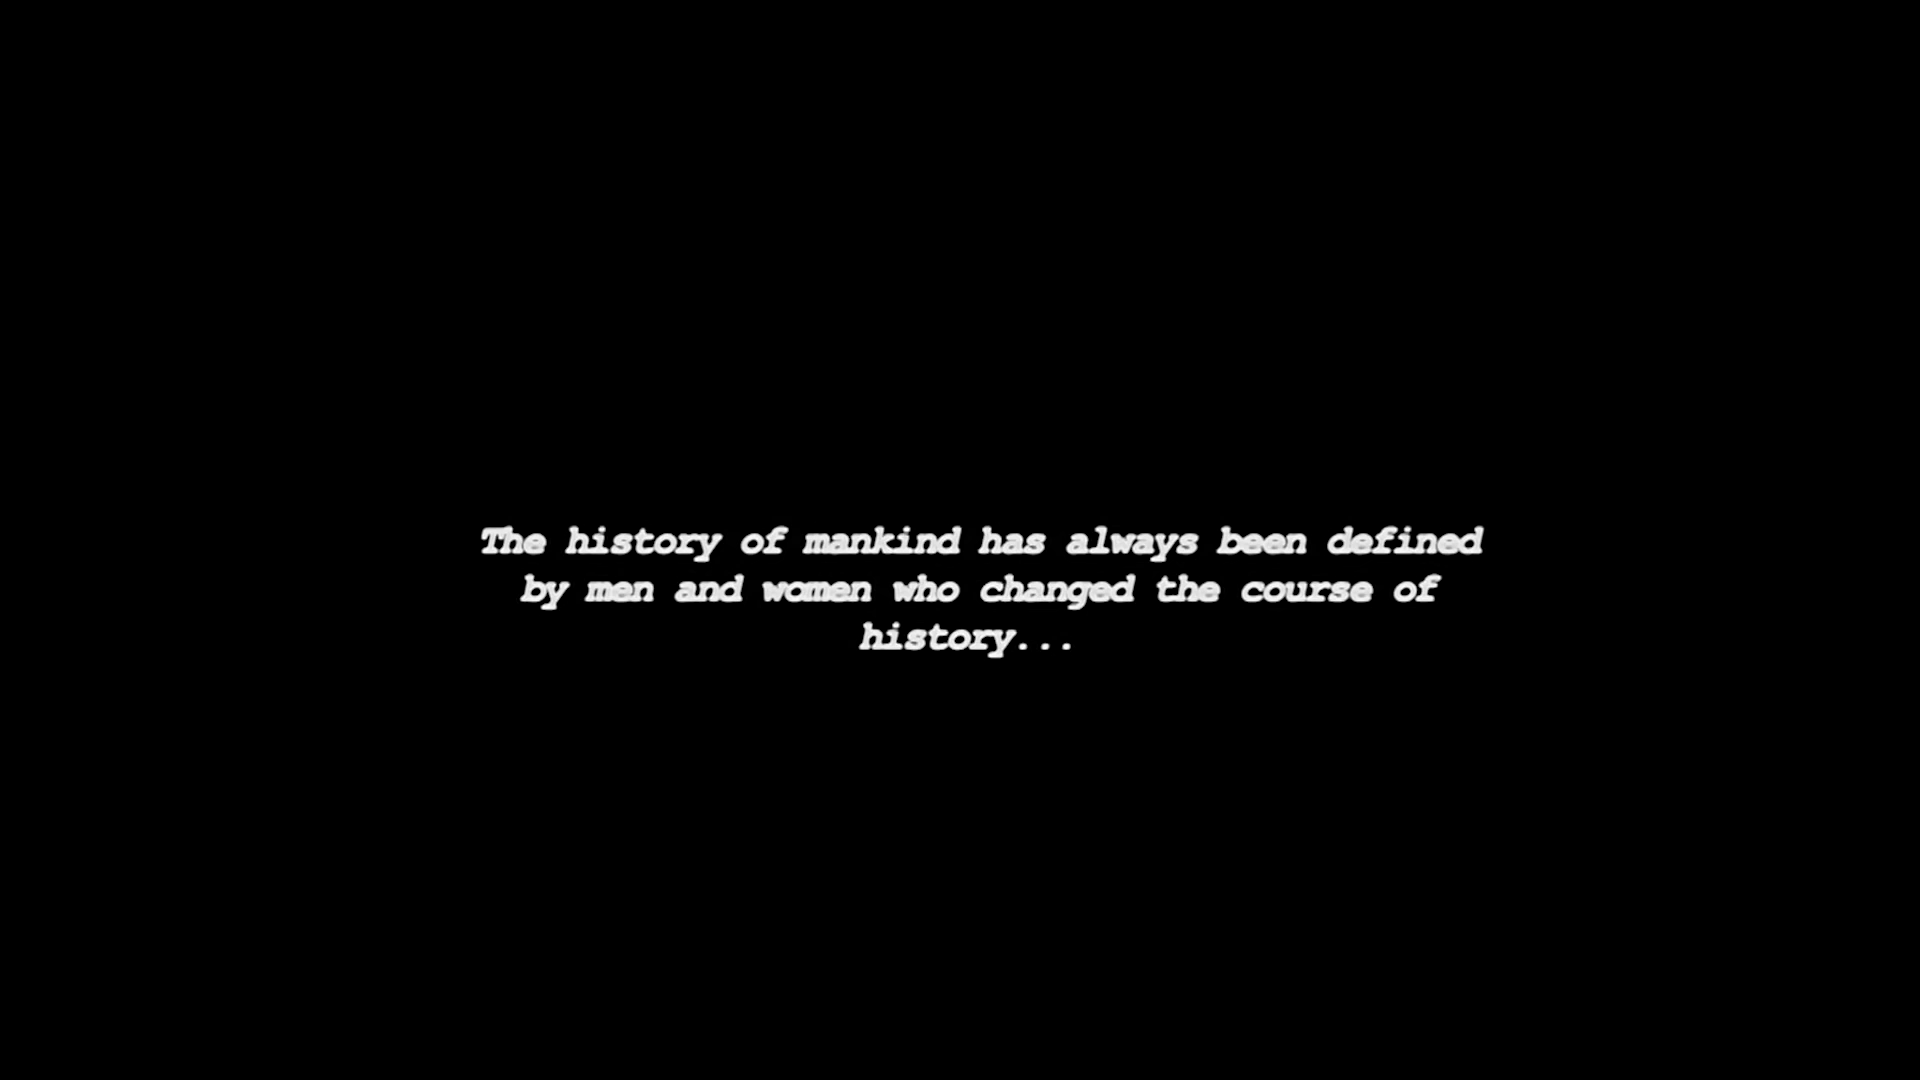 The history of mankind has always been defined
by men and women who changed the course of
history...